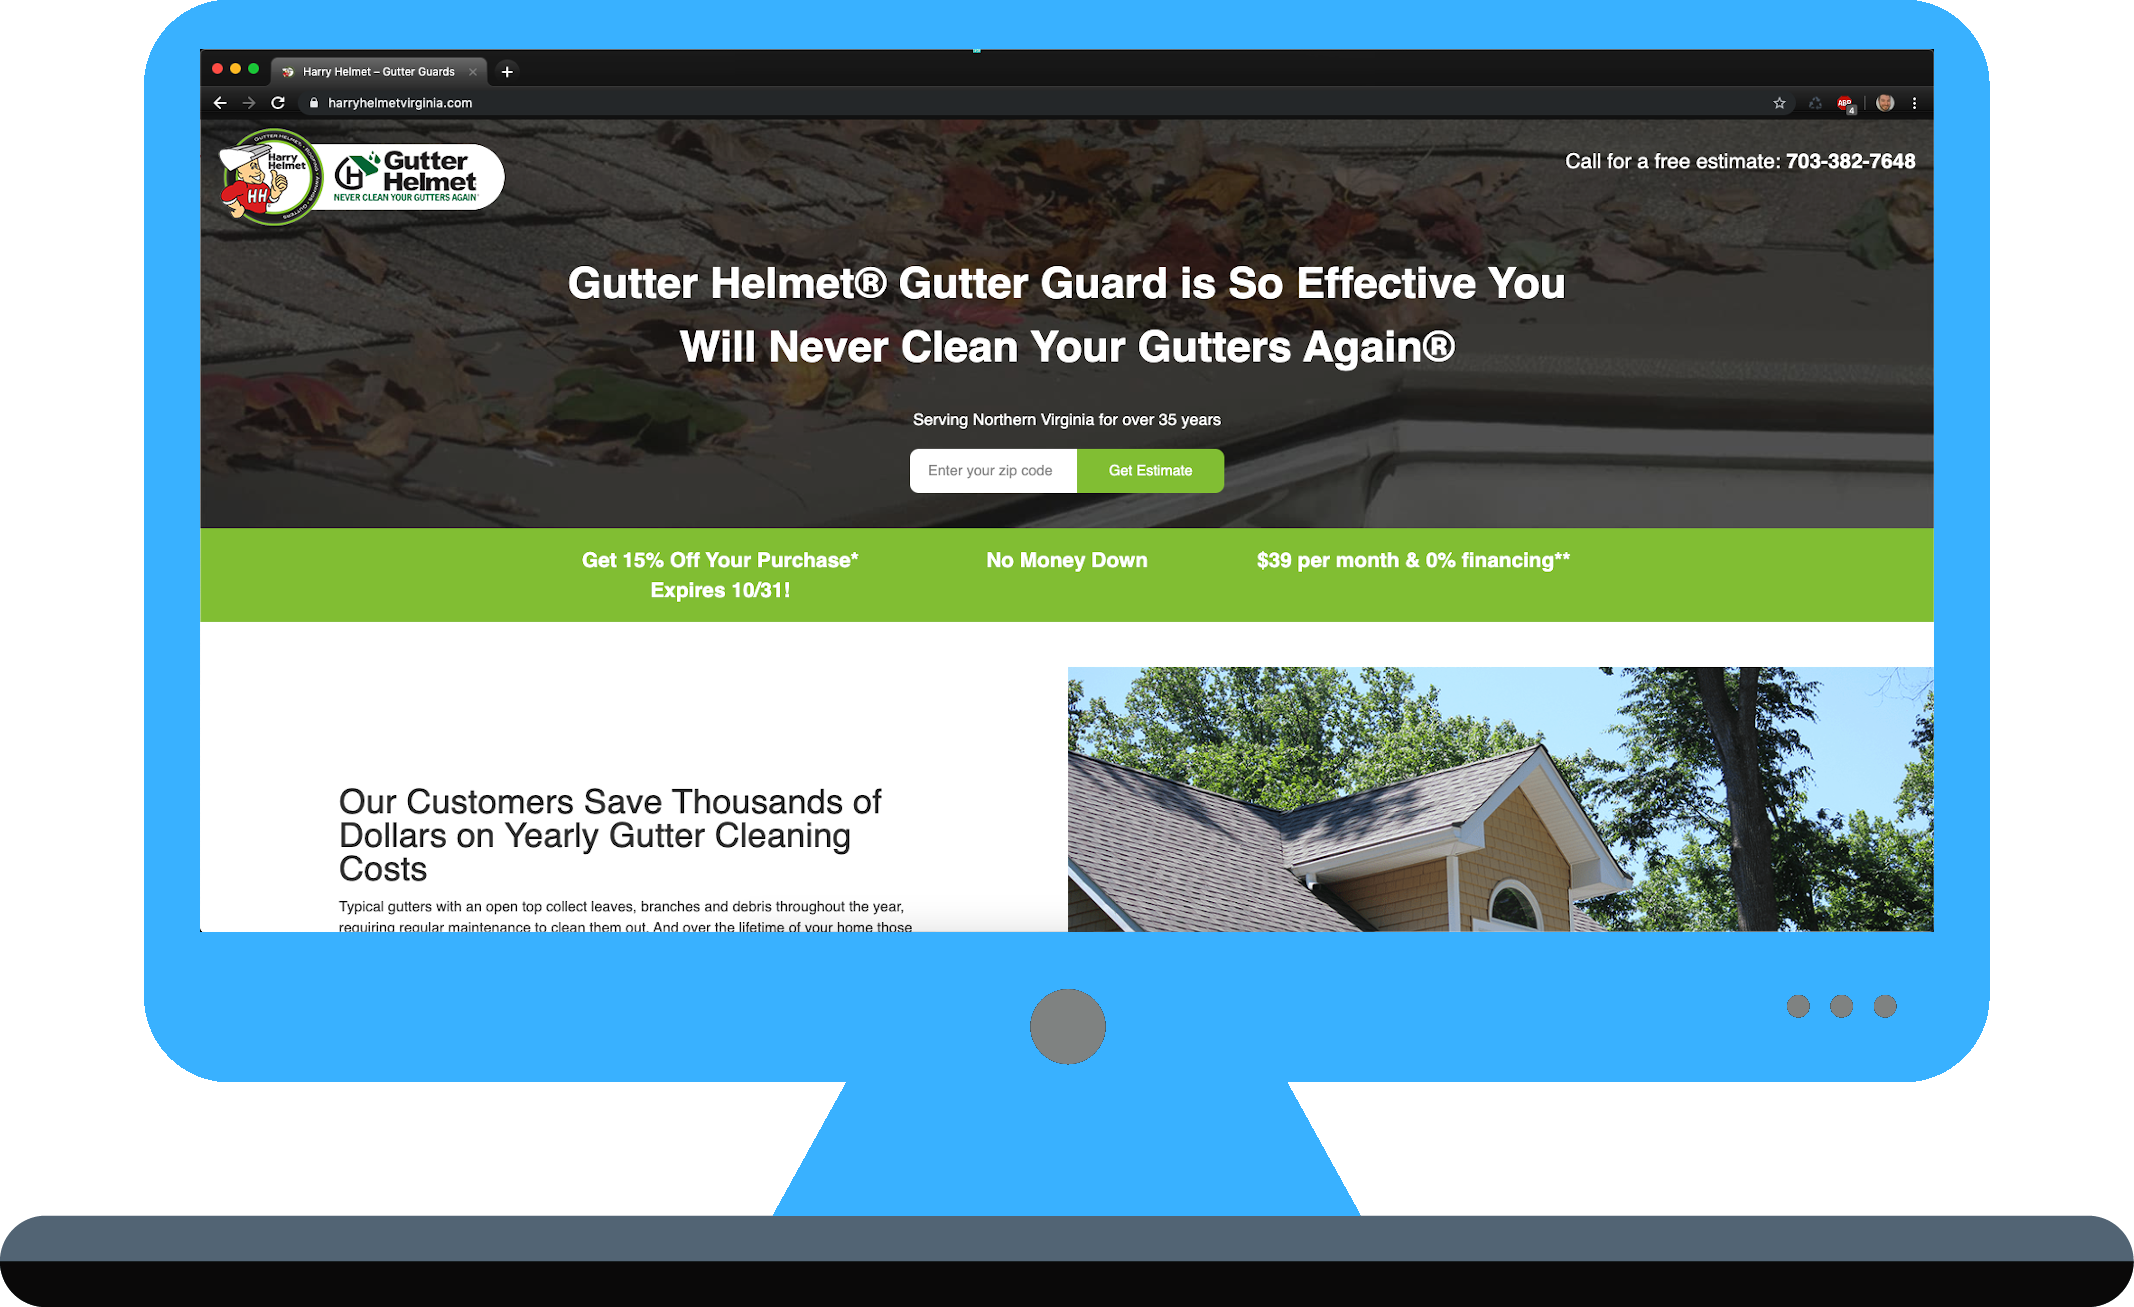 Harry Helmet – Gutter Guards
harryhelmetvirginia.com
ABP
4
Harry
Helmet
HH
Gutter
Helmet
NEVER CLEAN YOUR GUTTERS AGAIN
Call for a free estimate: 703-382-7648
Gutter Helmet® Gutter Guard is So Effective You
Will Never Clean Your Gutters Again®
Serving Northern Virginia for over 35 years
Enter your zip code
Get Estimate
Get 15% Off Your Purchase*
Expires 10/31!
No Money Down
$39 per month & 0% financing**
Our Customers Save Thousands of
Dollars on Yearly Gutter Cleaning
Costs
Typical gutters with an open top collect leaves, branches and debris throughout the year,
requiring regular maintenance to clean them out. And over the lifetime of your home those